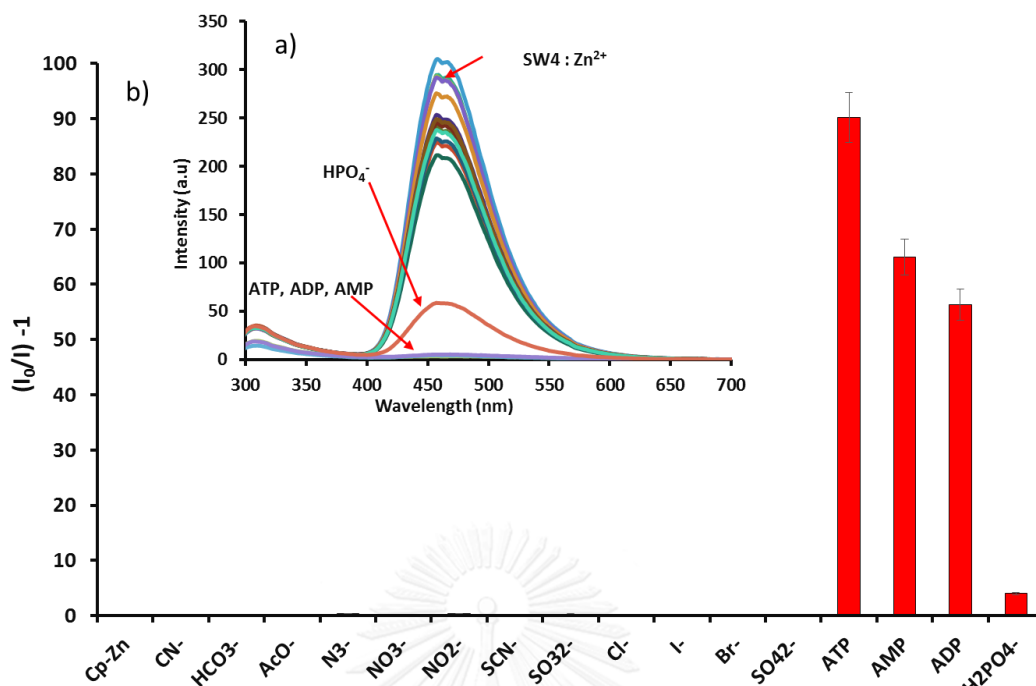 a)
350
300
250
200
150
100
50
0
Intensity (a.u)
SW4 : Zn²⁺
HPO₄⁻
ATP, ADP, AMP
300 350 400 450 500 550 600 650 700
Wavelength (nm)
b)
100
90
80
70
60
50
40
30
20
10
0
(I₀/I) -1
Cp-Zn CN- HCO3- AcO- N3- NO3- NO2- SCN- SO32- Cl- I- Br- SO42- ATP AMP ADP H2PO4-